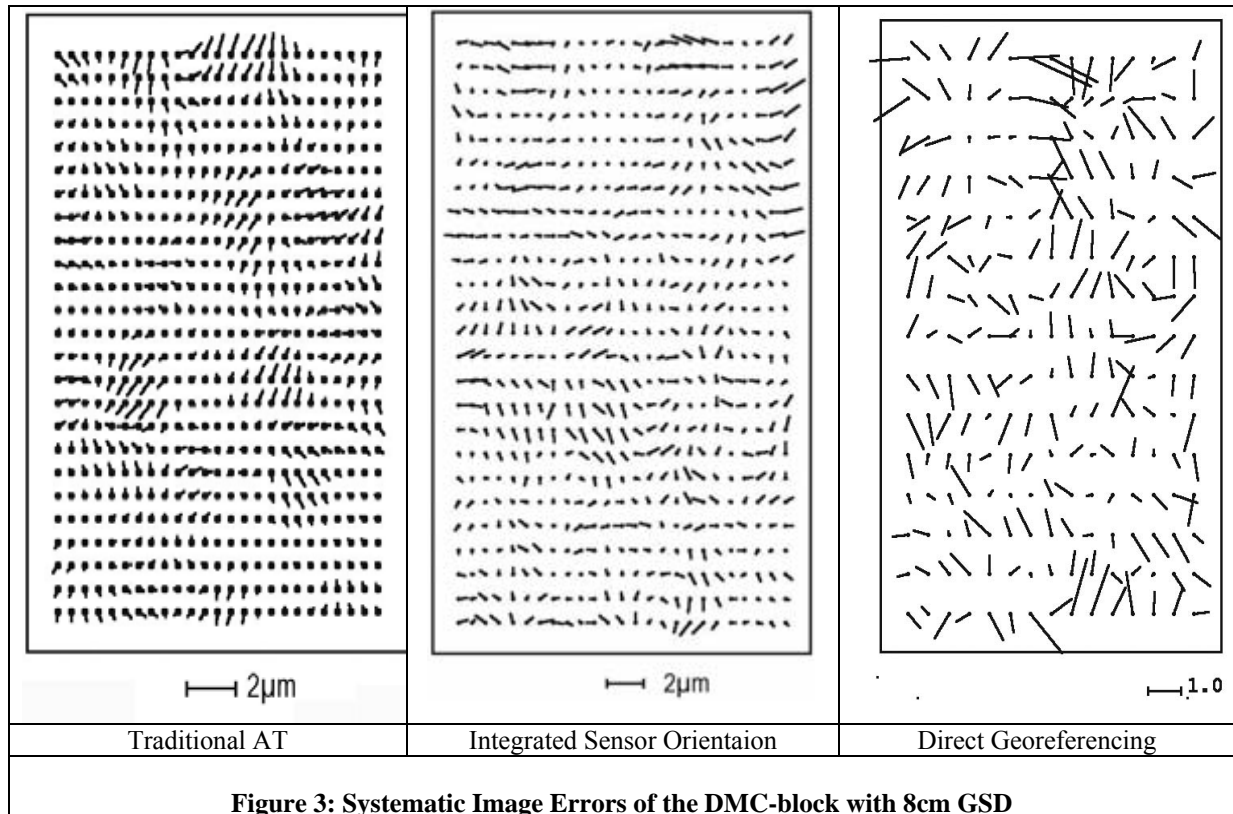 2μm
2μm
1.0
Traditional AT
Integrated Sensor Orientaion
Direct Georeferencing
Figure 3: Systematic Image Errors of the DMC-block with 8cm GSD